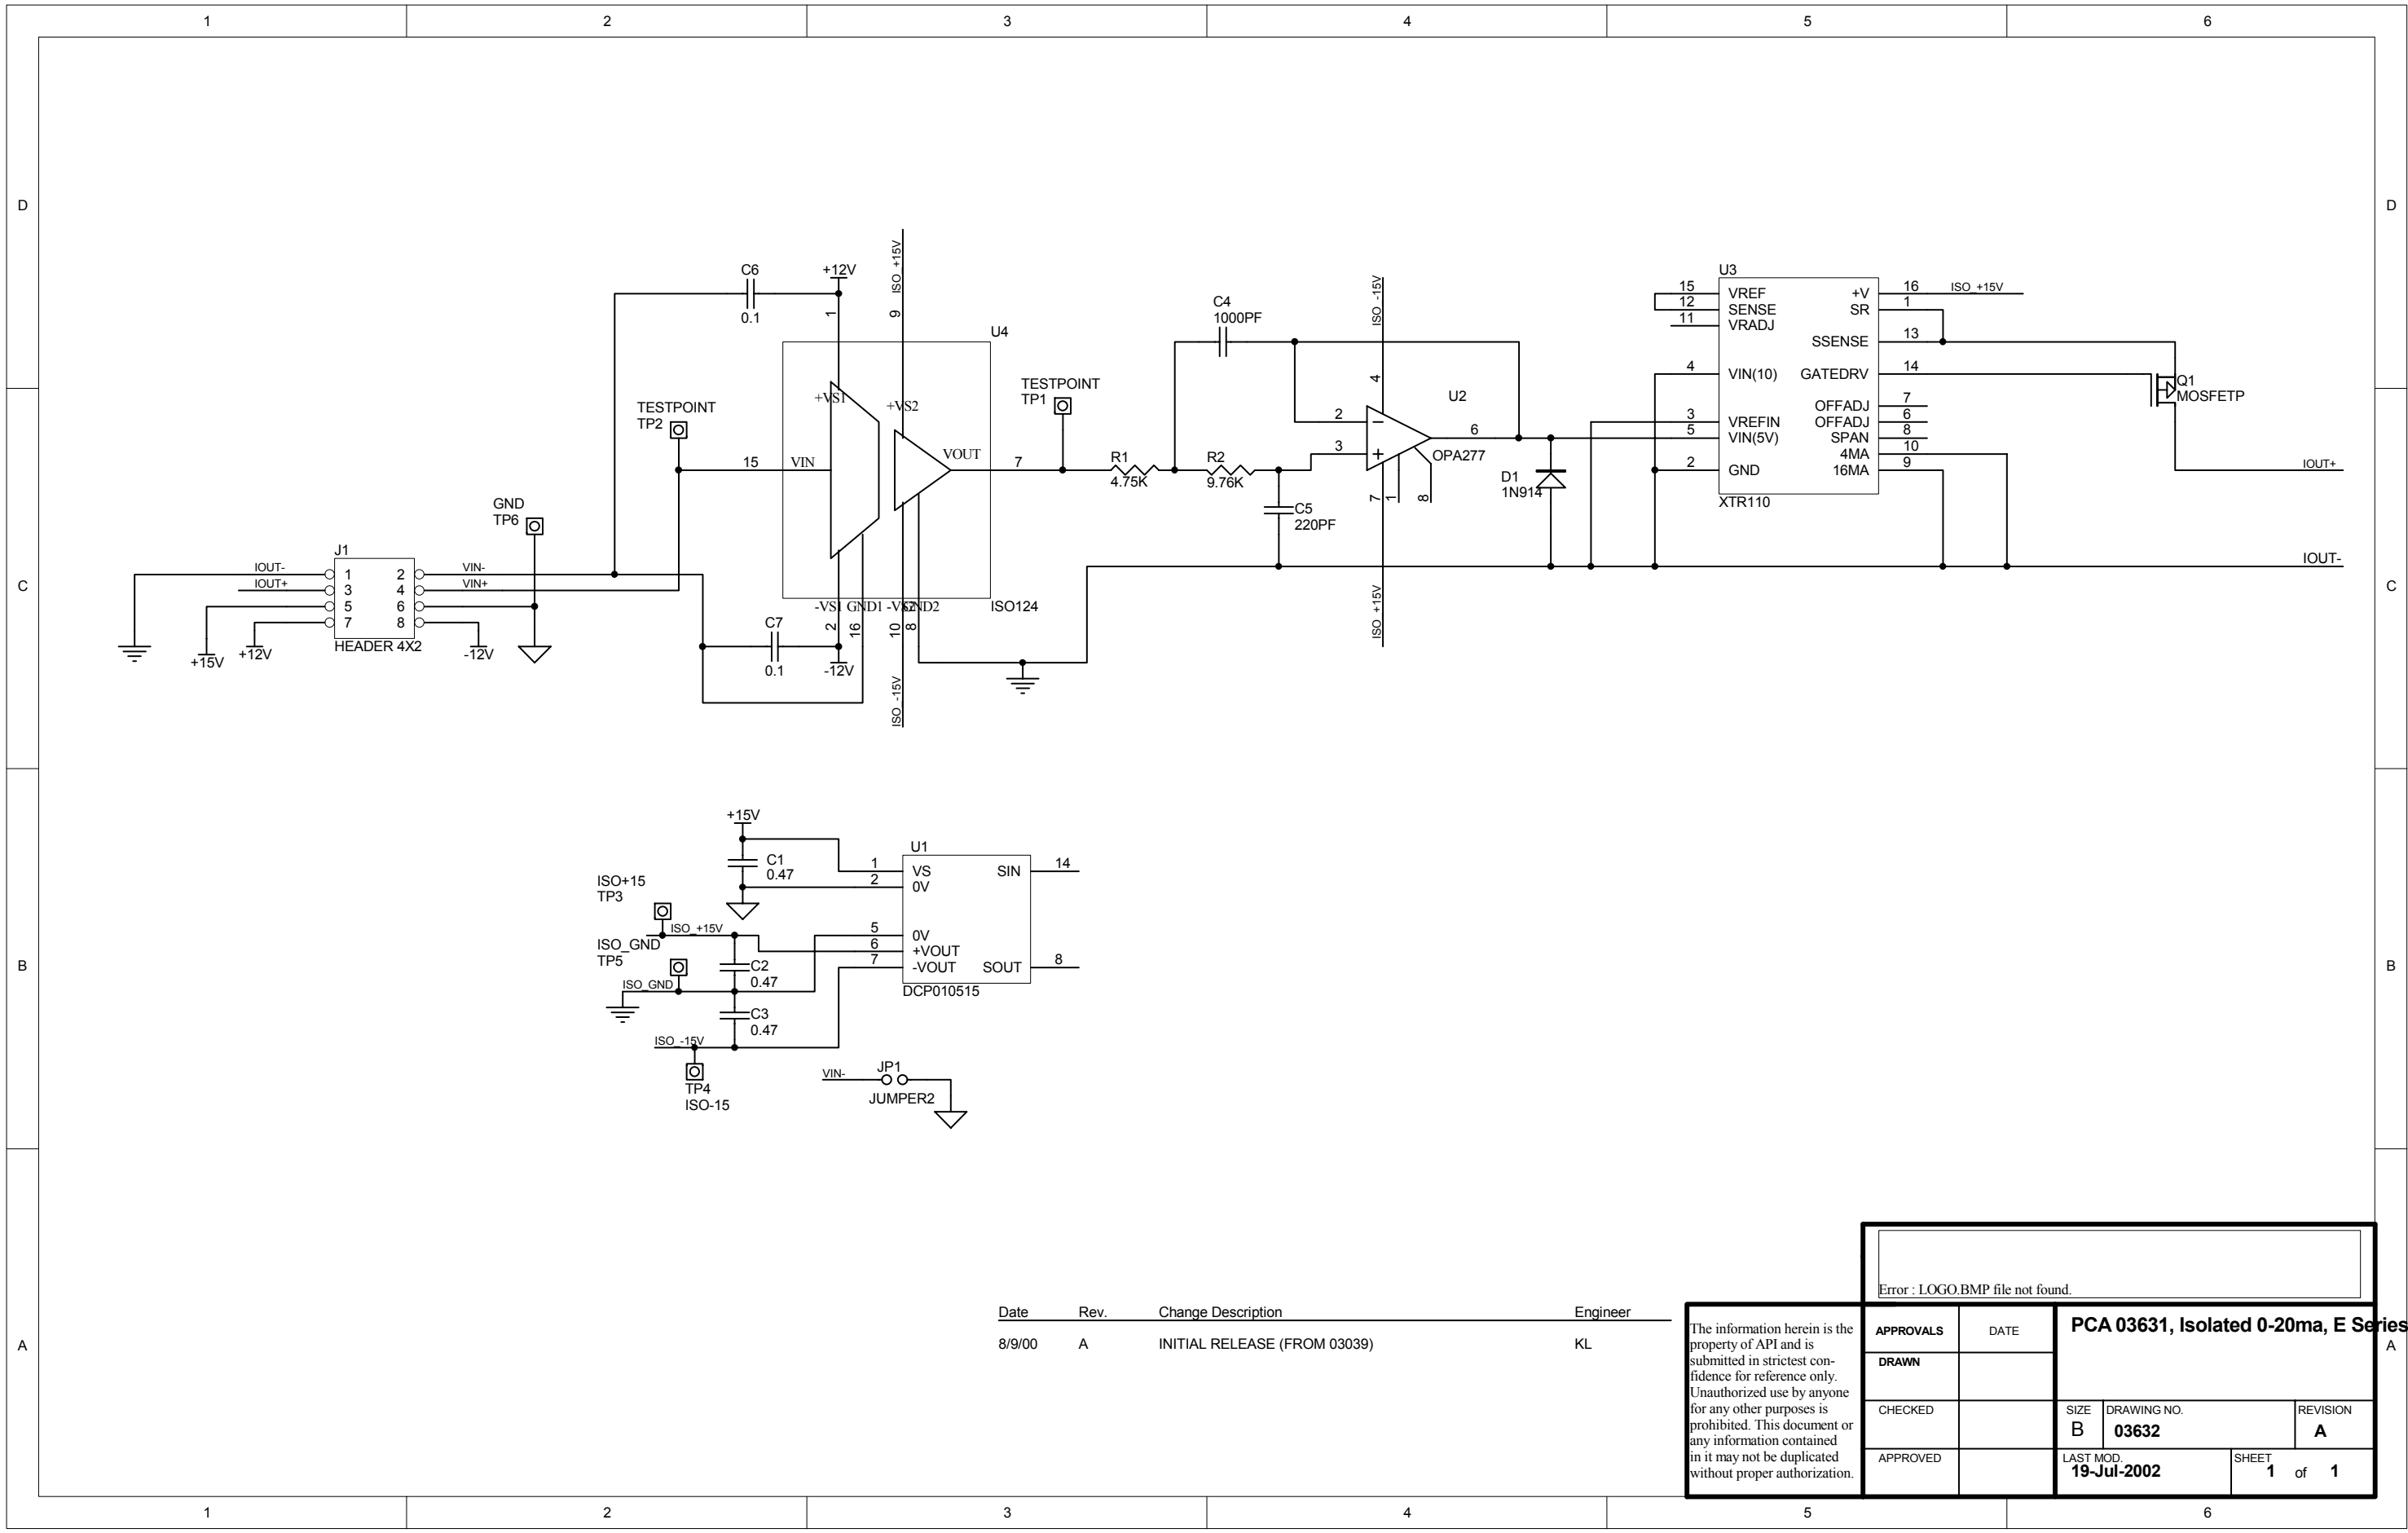 1 2 3 4 5 6
D D
C C
B B
A A
C6
0.1
+12V
1
ISO_+15V
9
U4
+VS1
+VS2
TESTPOINT
TP2
15
VIN
VOUT
7
TESTPOINT
TP1
-VS1 GND1 -VS2 GND2
ISO124
2
16
10
8
C7
0.1
-12V
ISO_-15V
GND
TP6
J1
IOUT- 1 2 VIN-
IOUT+ 3 4 VIN+
5 6
7 8
HEADER 4X2
+15V
+12V
-12V
R1
4.75K
R2
9.76K
C4
1000PF
C5
220PF
ISO_-15V
4
2
3
6
7
1
8
U2
OPA277
ISO_+15V
D1
1N914
U3
15 VREF +V 16 ISO_+15V
12 SENSE SR 1
11 VRADJ
SSENSE 13
4 VIN(10) GATEDRV 14
OFFADJ 7
3 VREFIN OFFADJ 6
5 VIN(5V) SPAN 8
4MA 10
2 GND 16MA 9
XTR110
Q1
MOSFETP
IOUT+
IOUT-
+15V
C1
0.47
U1
1 VS SIN 14
2 0V
5 0V
6 +VOUT
7 -VOUT SOUT 8
DCP010515
ISO+15
TP3
ISO_+15V
ISO_GND
TP5
C2
0.47
ISO_GND
C3
0.47
ISO_-15V
TP4
ISO-15
VIN-
JP1
JUMPER2
Date Rev. Change Description Engineer
8/9/00 A INITIAL RELEASE (FROM 03039) KL
The information herein is the
property of API and is
submitted in strictest con-
fidence for reference only.
Unauthorized use by anyone
for any other purposes is
prohibited. This document or
any information contained
in it may not be duplicated
without proper authorization.
Error : LOGO.BMP file not found.
APPROVALS DATE
DRAWN
CHECKED
APPROVED
PCA 03631, Isolated 0-20ma, E Series
SIZE DRAWING NO. REVISION
B 03632 A
LAST MOD. SHEET
19-Jul-2002 1 of 1
1 2 3 4 5 6